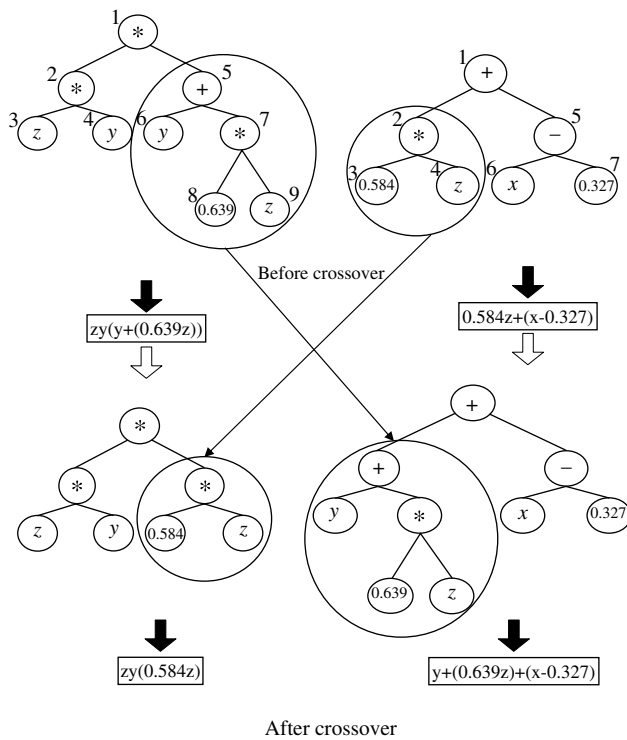 1
*
2
*
5
+
3
z
4
y
6
y
7
*
8
0.639
9
z
1
+
2
*
5
−
3
0.584
4
z
6
x
7
0.327
Before crossover
zy(y+(0.639z))
0.584z+(x-0.327)
*
*
*
z
y
0.584
z
+
+
−
y
*
x
0.327
0.639
z
zy(0.584z)
y+(0.639z)+(x-0.327)
After crossover